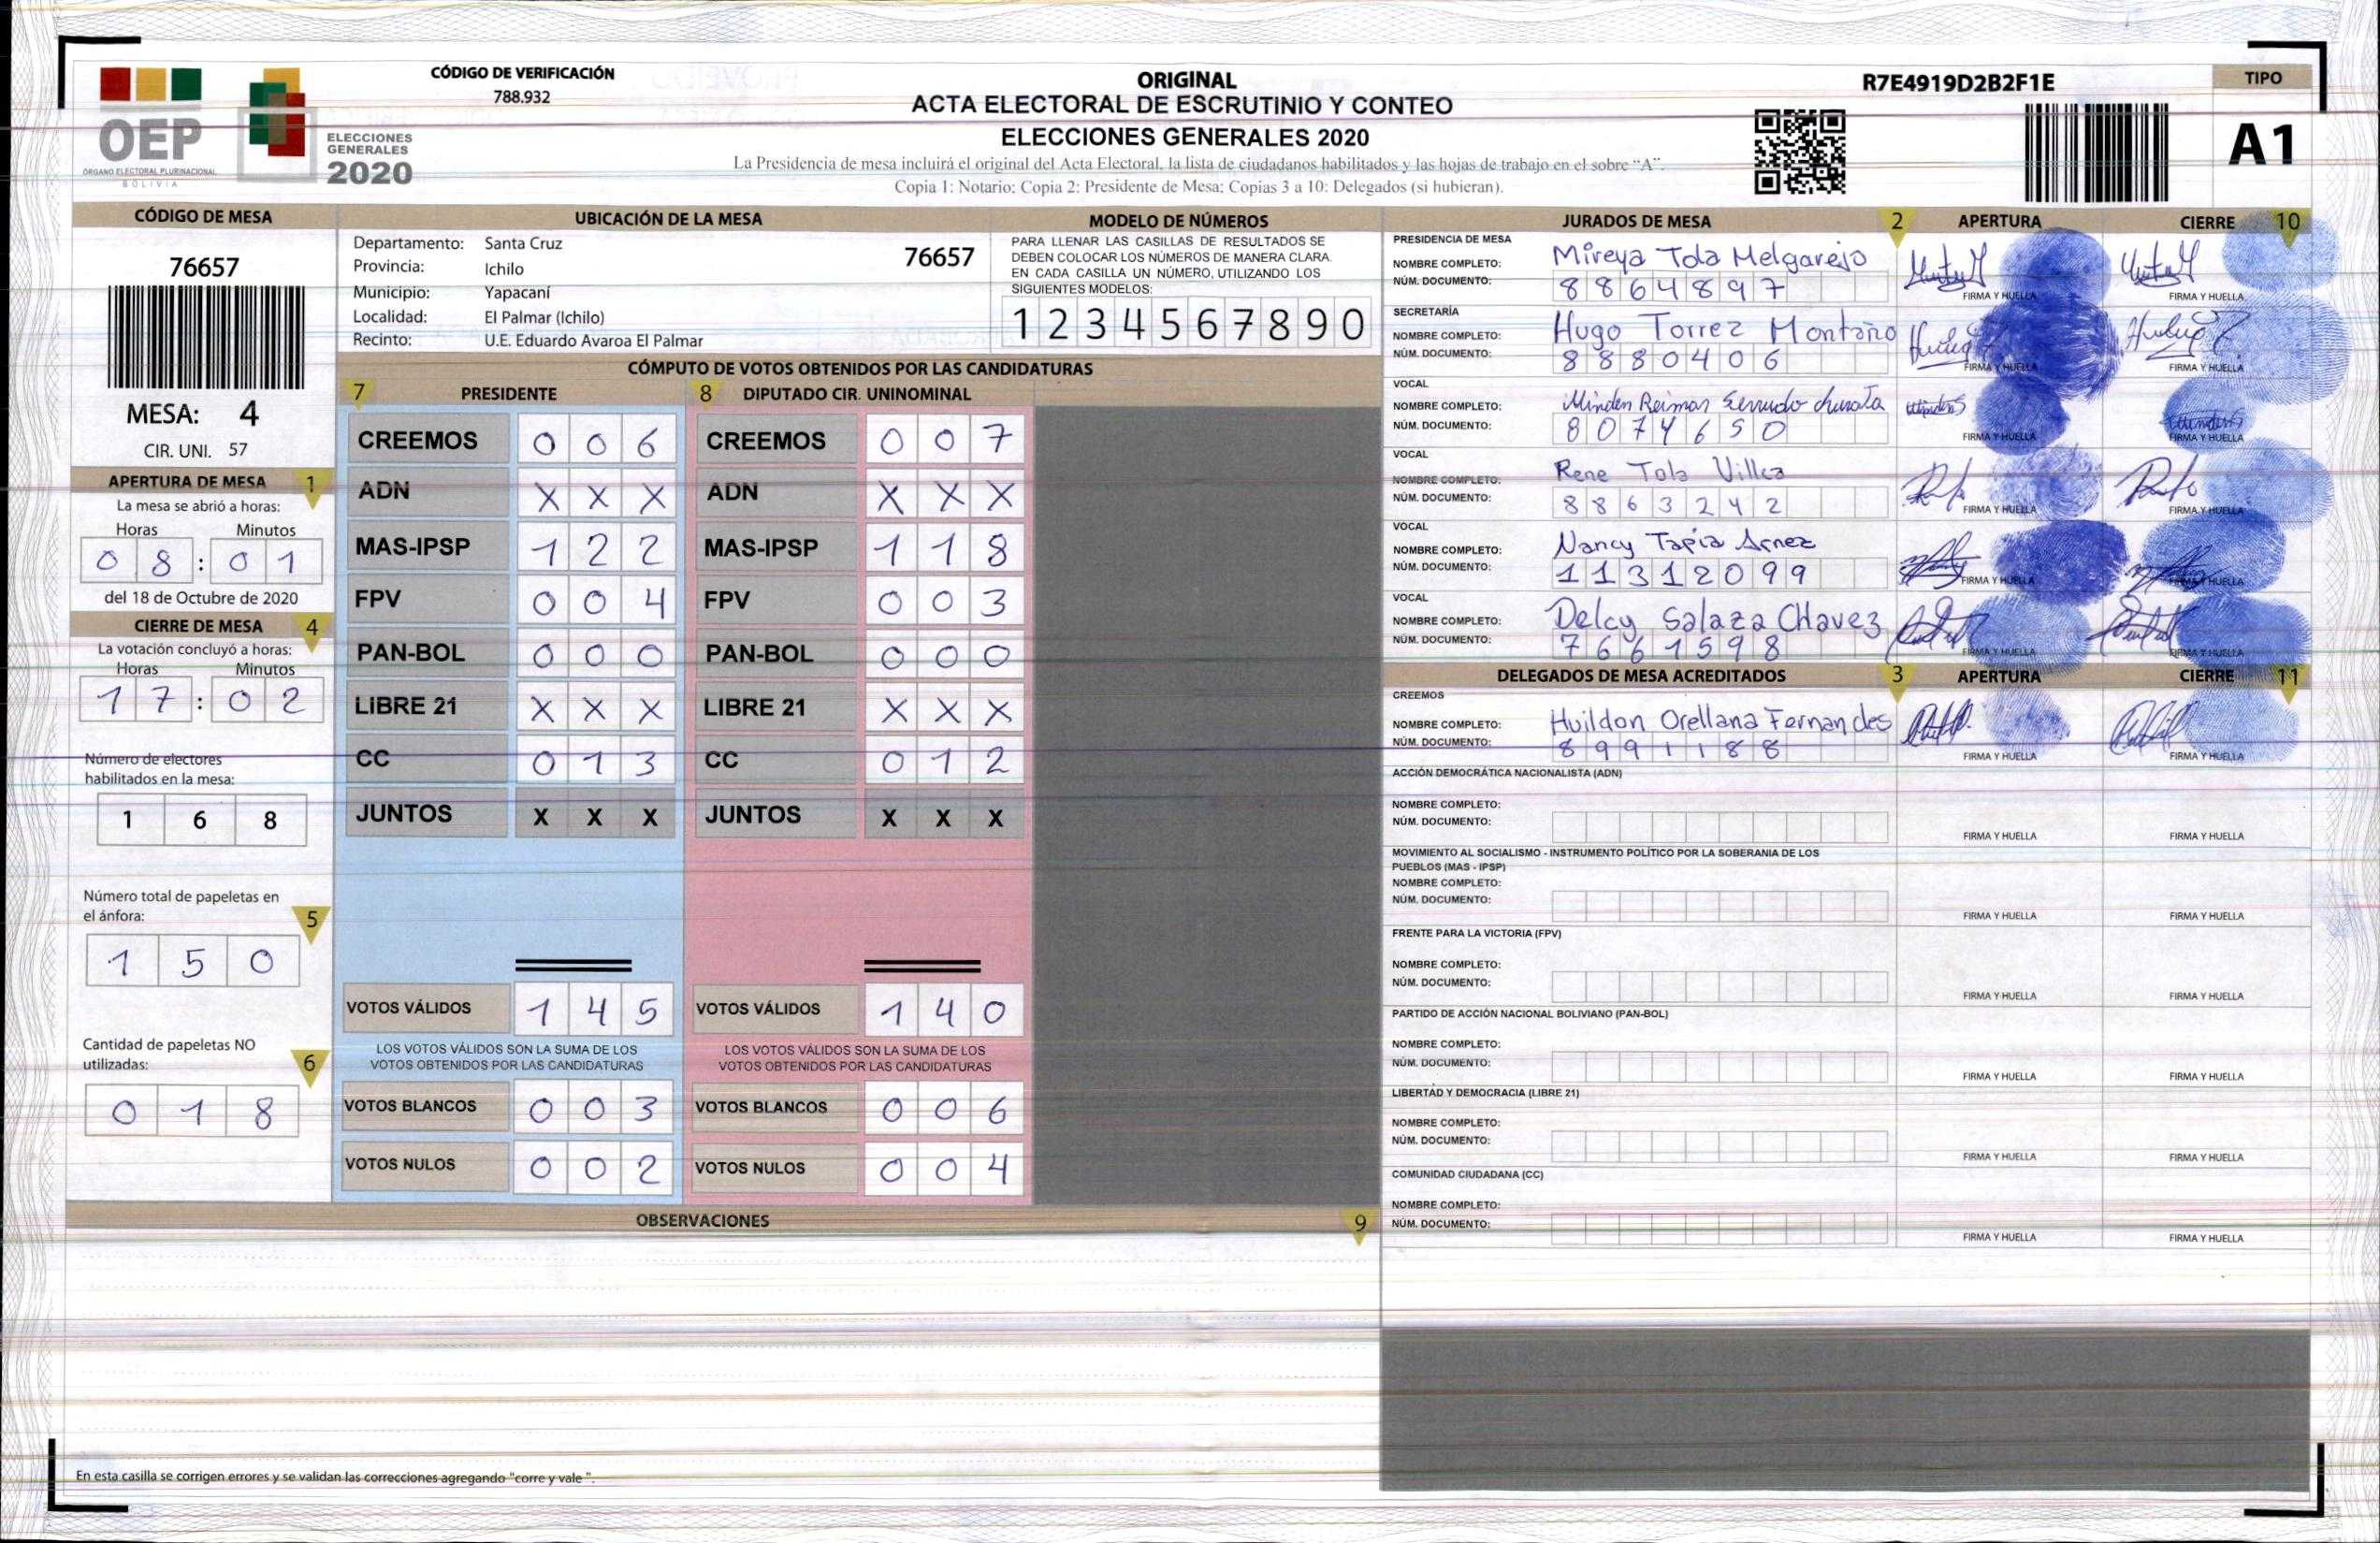 OEP
ÓRGANO ELECTORAL PLURINACIONAL
BOLIVIA
ELECCIONES
GENERALES
2020
CÓDIGO DE VERIFICACIÓN
788.932
ORIGINAL
ACTA ELECTORAL DE ESCRUTINIO Y CONTEO
ELECCIONES GENERALES 2020
La Presidencia de mesa incluirá el original del Acta Electoral, la lista de ciudadanos habilitados y las hojas de trabajo en el sobre “A”.
Copia 1: Notario; Copia 2: Presidente de Mesa; Copias 3 a 10: Delegados (si hubieran).
R7E4919D2B2F1E
TIPO
A1
CÓDIGO DE MESA
76657
MESA: 4
CIR. UNI. 57
APERTURA DE MESA 1
La mesa se abrió a horas:
Horas Minutos
0 8 : 0 1
del 18 de Octubre de 2020
CIERRE DE MESA 4
La votación concluyó a horas:
Horas Minutos
1 7 : 0 2
Número de electores
habilitados en la mesa:
1 6 8
Número total de papeletas en
el ánfora: 5
1 5 0
Cantidad de papeletas NO
utilizadas: 6
0 1 8
UBICACIÓN DE LA MESA
Departamento: Santa Cruz 76657
Provincia: Ichilo
Municipio: Yapacaní
Localidad: El Palmar (Ichilo)
Recinto: U.E. Eduardo Avaroa El Palmar
MODELO DE NÚMEROS
PARA LLENAR LAS CASILLAS DE RESULTADOS SE
DEBEN COLOCAR LOS NÚMEROS DE MANERA CLARA.
EN CADA CASILLA UN NÚMERO, UTILIZANDO LOS
SIGUIENTES MODELOS:
1 2 3 4 5 6 7 8 9 0
CÓMPUTO DE VOTOS OBTENIDOS POR LAS CANDIDATURAS
7 PRESIDENTE 8 DIPUTADO CIR. UNINOMINAL
CREEMOS 0 0 6 CREEMOS 0 0 7
ADN X X X ADN X X X
MAS-IPSP 1 2 2 MAS-IPSP 1 1 8
FPV 0 0 4 FPV 0 0 3
PAN-BOL 0 0 0 PAN-BOL 0 0 0
LIBRE 21 X X X LIBRE 21 X X X
CC 0 1 3 CC 0 1 2
JUNTOS X X X JUNTOS X X X
VOTOS VÁLIDOS 1 4 5 VOTOS VÁLIDOS 1 4 0
LOS VOTOS VÁLIDOS SON LA SUMA DE LOS LOS VOTOS VÁLIDOS SON LA SUMA DE LOS
VOTOS OBTENIDOS POR LAS CANDIDATURAS VOTOS OBTENIDOS POR LAS CANDIDATURAS
VOTOS BLANCOS 0 0 3 VOTOS BLANCOS 0 0 6
VOTOS NULOS 0 0 2 VOTOS NULOS 0 0 4
OBSERVACIONES 9
En esta casilla se corrigen errores y se validan las correcciones agregando "corre y vale ".
JURADOS DE MESA 2 APERTURA CIERRE 10
PRESIDENCIA DE MESA
NOMBRE COMPLETO: Mireya Tola Melgarejo
NÚM. DOCUMENTO: 8864897
FIRMA Y HUELLA FIRMA Y HUELLA
SECRETARÍA
NOMBRE COMPLETO: Hugo Torrez Montaño
NÚM. DOCUMENTO: 8880406
FIRMA Y HUELLA FIRMA Y HUELLA
VOCAL
NOMBRE COMPLETO: Reimar
NÚM. DOCUMENTO: 8074650
FIRMA Y HUELLA FIRMA Y HUELLA
VOCAL
NOMBRE COMPLETO: Rene Tola Villca
NÚM. DOCUMENTO: 8863242
FIRMA Y HUELLA FIRMA Y HUELLA
VOCAL
NOMBRE COMPLETO: Nancy Tapia Arnez
NÚM. DOCUMENTO: 11312099
FIRMA Y HUELLA FIRMA Y HUELLA
VOCAL
NOMBRE COMPLETO: Delcy Salaza Chavez
NÚM. DOCUMENTO: 7661598
FIRMA Y HUELLA FIRMA Y HUELLA
DELEGADOS DE MESA ACREDITADOS 3 APERTURA CIERRE 11
CREEMOS
NOMBRE COMPLETO: Huildon Orellana Fernandes
NÚM. DOCUMENTO: 8991188
FIRMA Y HUELLA FIRMA Y HUELLA
ACCIÓN DEMOCRÁTICA NACIONALISTA (ADN)
NOMBRE COMPLETO:
NÚM. DOCUMENTO:
FIRMA Y HUELLA FIRMA Y HUELLA
MOVIMIENTO AL SOCIALISMO - INSTRUMENTO POLÍTICO POR LA SOBERANIA DE LOS
PUEBLOS (MAS - IPSP)
NOMBRE COMPLETO:
NÚM. DOCUMENTO:
FIRMA Y HUELLA FIRMA Y HUELLA
FRENTE PARA LA VICTORIA (FPV)
NOMBRE COMPLETO:
NÚM. DOCUMENTO:
FIRMA Y HUELLA FIRMA Y HUELLA
PARTIDO DE ACCIÓN NACIONAL BOLIVIANO (PAN-BOL)
NOMBRE COMPLETO:
NÚM. DOCUMENTO:
FIRMA Y HUELLA FIRMA Y HUELLA
LIBERTAD Y DEMOCRACIA (LIBRE 21)
NOMBRE COMPLETO:
NÚM. DOCUMENTO:
FIRMA Y HUELLA FIRMA Y HUELLA
COMUNIDAD CIUDADANA (CC)
NOMBRE COMPLETO:
NÚM. DOCUMENTO:
FIRMA Y HUELLA FIRMA Y HUELLA